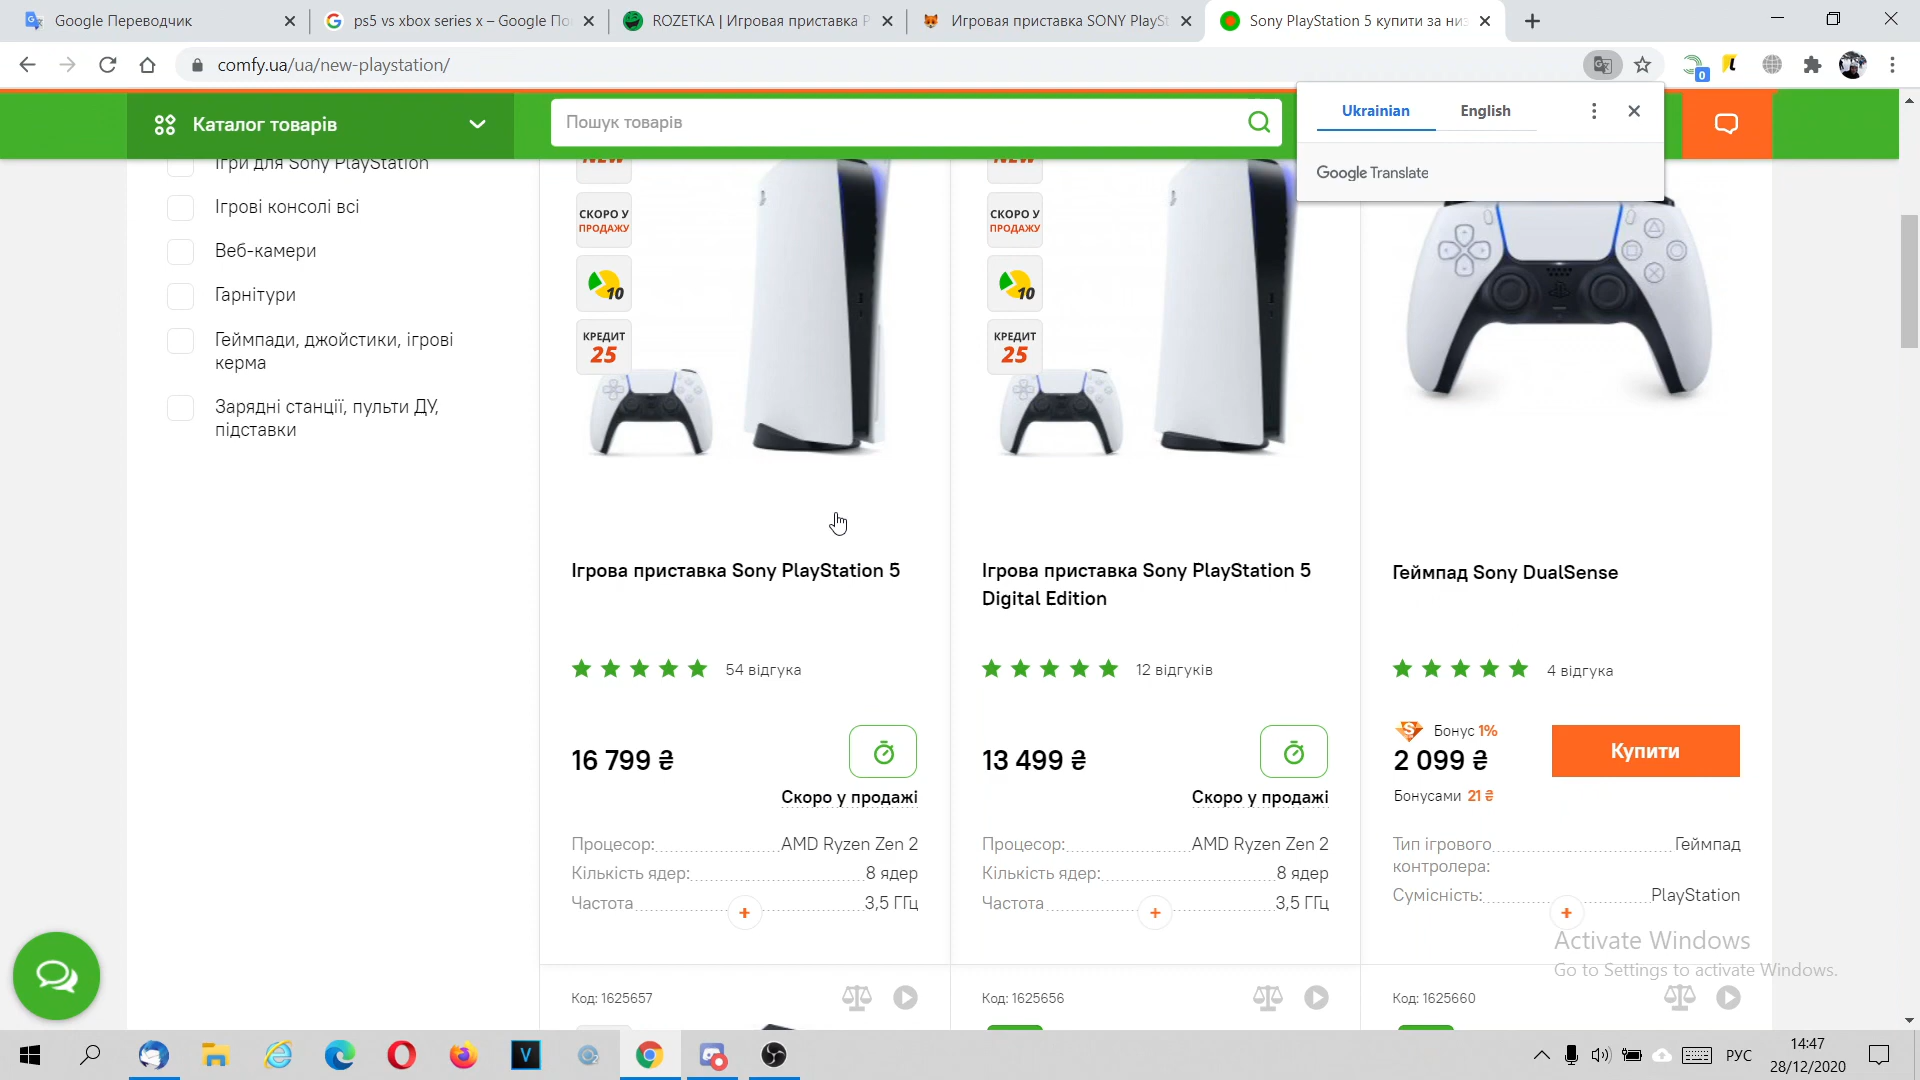 Google Переводчик
ps5 vs xbox series x – Google По
ROZETKA | Игровая приставка P
Игровая приставка SONY PlaySt
Sony PlayStation 5 купити за ни
comfy.ua/ua/new-playstation/
0
Каталог товарів
Пошук товарів
Ukrainian
English
Google Translate
Ігри для Sony PlayStation
Ігрові консолі всі
Веб-камери
Гарнітури
Геймпади, джойстики, ігрові
керма
Зарядні станції, пульти ДУ,
підставки
NEW
СКОРО У
ПРОДАЖУ
10
КРЕДИТ
25
Ігрова приставка Sony PlayStation 5
54 відгука
16 799 ₴
Скоро у продажі
Процесор: AMD Ryzen Zen 2
Кількість ядер: 8 ядер
Частота 3,5 ГГц
+
Код: 1625657
NEW
СКОРО У
ПРОДАЖУ
10
КРЕДИТ
25
Ігрова приставка Sony PlayStation 5
Digital Edition
12 відгуків
13 499 ₴
Скоро у продажі
Процесор: AMD Ryzen Zen 2
Кількість ядер: 8 ядер
Частота 3,5 ГГц
+
Код: 1625656
Геймпад Sony DualSense
4 відгука
Бонус 1%
2 099 ₴
Купити
Бонусами 21 ₴
Тип ігрового Геймпад
контролера:
Сумісність: PlayStation
+
Код: 1625660
Activate Windows
Go to Settings to activate Windows.
V
РУС
14:47
28/12/2020